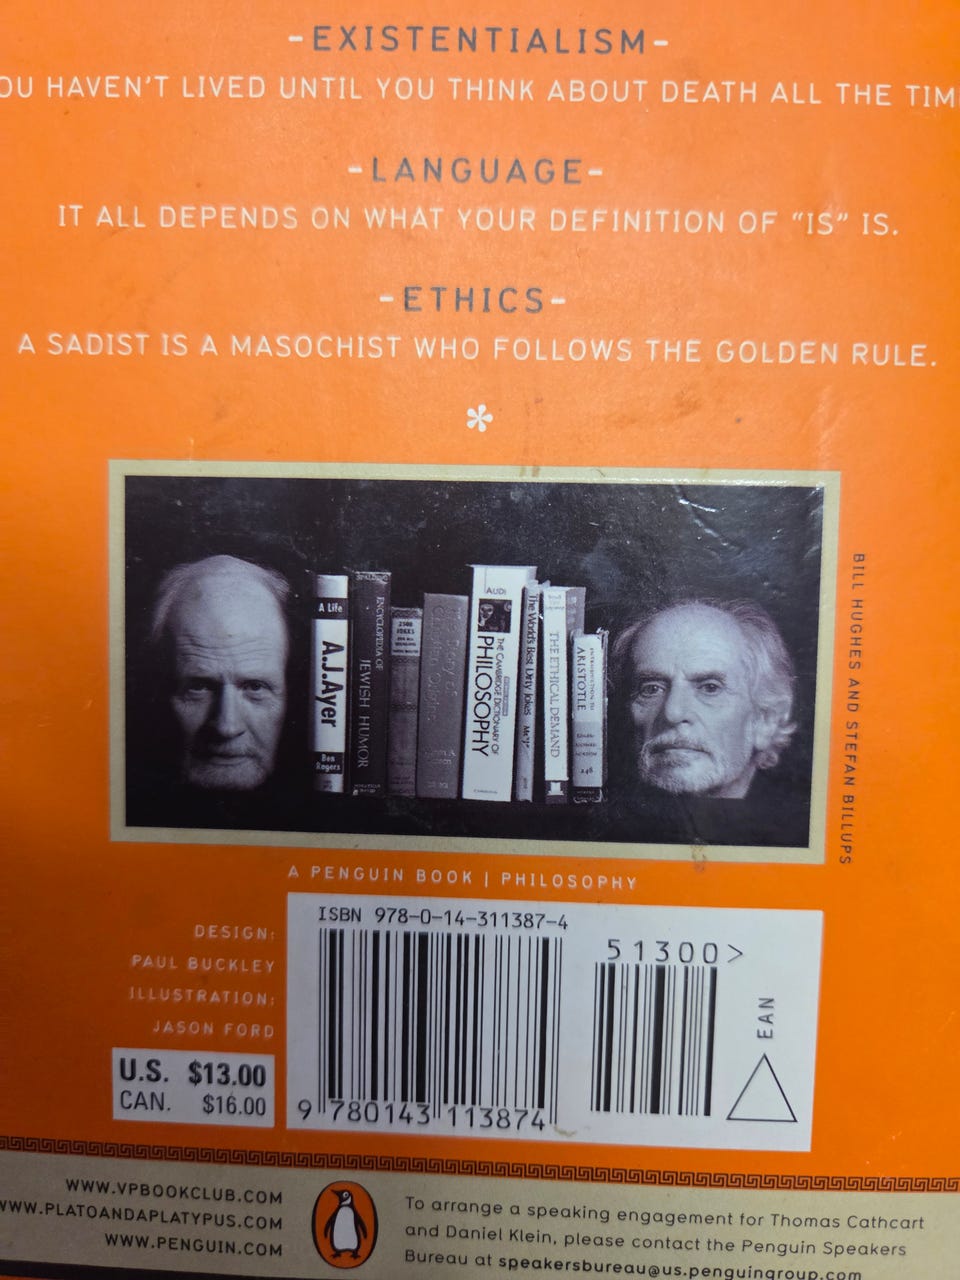 -EXISTENTIALISM-
OU HAVEN'T LIVED UNTIL YOU THINK ABOUT DEATH ALL THE TIM
-LANGUAGE-
IT ALL DEPENDS ON WHAT YOUR DEFINITION OF “IS” IS.
-ETHICS-
A SADIST IS A MASOCHIST WHO FOLLOWS THE GOLDEN RULE.
*
A Life
A.J.Ayer
Ben
Rogers
SPALDING
ENCYCLOPEDIA OF
JEWISH HUMOR
2500
JOKES
AUDI
THE CAMBRIDGE DICTIONARY OF
PHILOSOPHY
The World's Best Dirty Jokes
THE ETHICAL DEMAND
INTRODUCTION TO
ARISTOTLE
248
BILL HUGHES AND STEFAN BILLUPS
A PENGUIN BOOK | PHILOSOPHY
DESIGN:
PAUL BUCKLEY
ILLUSTRATION:
JASON FORD
U.S. $13.00
CAN. $16.00
ISBN 978-0-14-311387-4
9 780143 113874
51300>
EAN
WWW.VPBOOKCLUB.COM
WWW.PLATOANDAPLATYPUS.COM
WWW.PENGUIN.COM
To arrange a speaking engagement for Thomas Cathcart
and Daniel Klein, please contact the Penguin Speakers
Bureau at speakersbureau@us.penguingroup.com